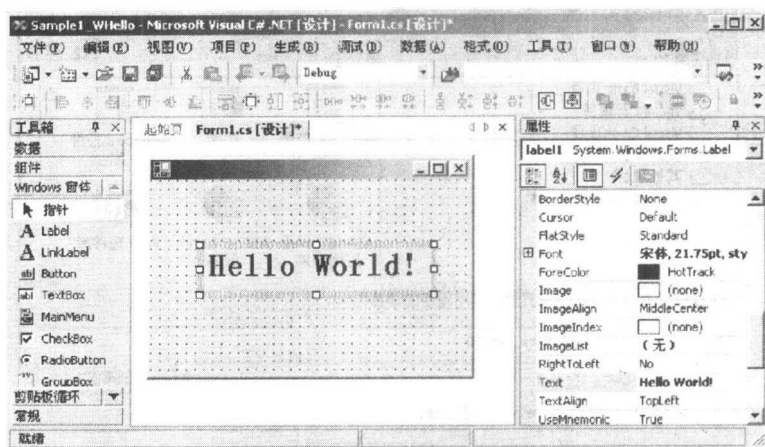 Sample1_WHello - Microsoft Visual C# .NET [设计] - Form1.cs [设计]*
文件(F) 编辑(E) 视图(V) 项目(P) 生成(B) 调试(D) 数据(A) 格式(O) 工具(T) 窗口(W) 帮助(H)
Debug
工具箱
数据
组件
Windows 窗体
指针
Label
LinkLabel
Button
TextBox
MainMenu
CheckBox
RadioButton
GroupBox
剪贴板循环
常规
起始页 Form1.cs [设计]*
Hello World!
属性
label1 System.Windows.Forms.Label
BorderStyle None
Cursor Default
FlatStyle Standard
Font 宋体, 21.75pt, sty
ForeColor HotTrack
Image (none)
ImageAlign MiddleCenter
ImageIndex (none)
ImageList (无)
RightToLeft No
Text Hello World!
TextAlign TopLeft
UseMnemonic True
就绪